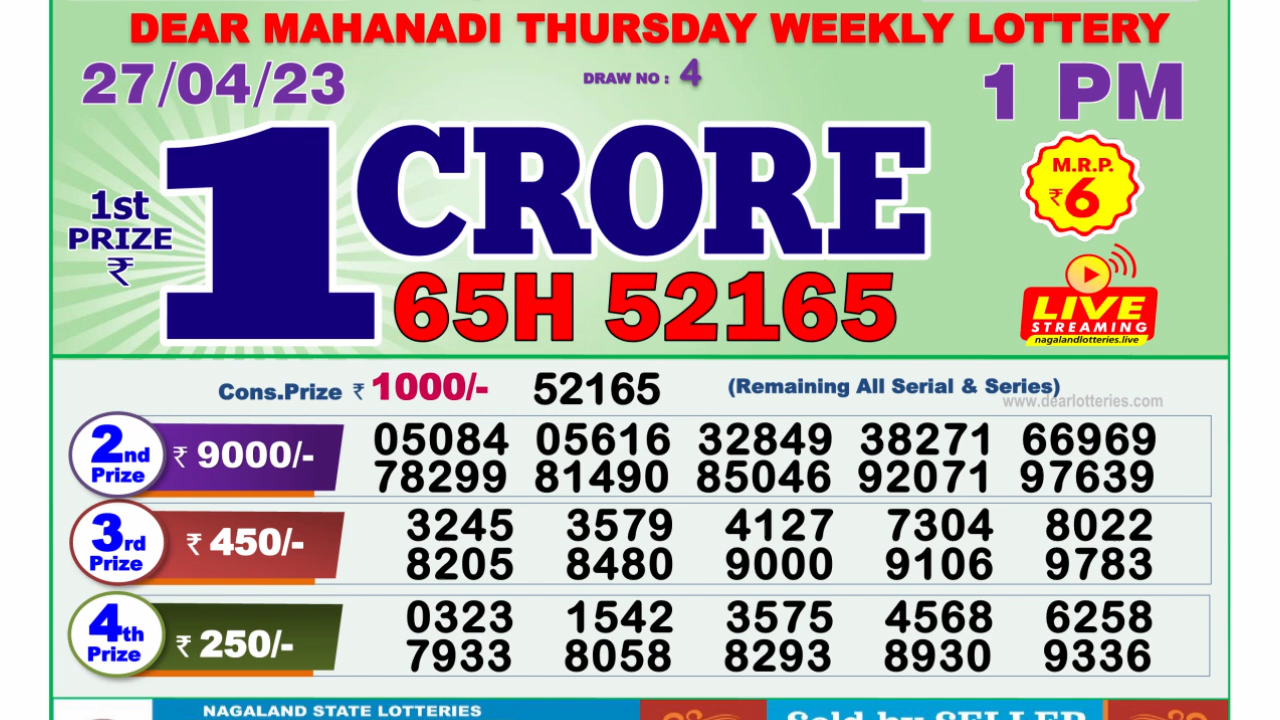 DEAR MAHANADI THURSDAY WEEKLY LOTTERY
27/04/23
DRAW NO : 4
1 PM
1st
PRIZE
₹
1 CRORE
65H 52165
M.R.P.
₹6
LIVE
STREAMING
nagalandlotteries.live
Cons.Prize ₹ 1000/- 52165 (Remaining All Serial & Series)
www.dearlotteries.com
2nd
Prize
₹ 9000/-
05084 05616 32849 38271 66969
78299 81490 85046 92071 97639
3rd
Prize
₹ 450/-
3245 3579 4127 7304 8022
8205 8480 9000 9106 9783
4th
Prize
₹ 250/-
0323 1542 3575 4568 6258
7933 8058 8293 8930 9336
NAGALAND STATE LOTTERIES
Sold by SELLER